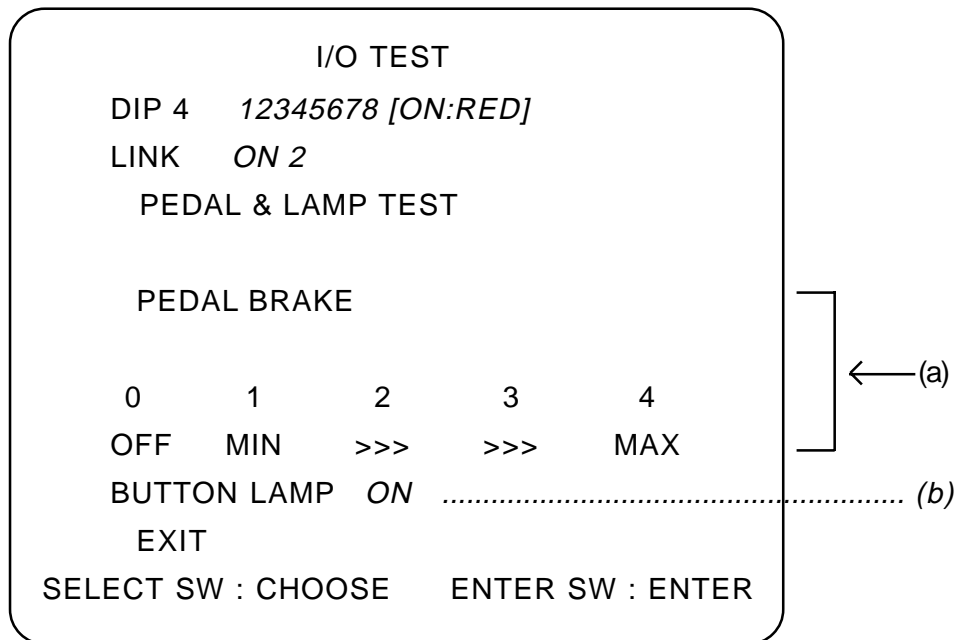 I/O TEST
DIP 4 12345678 [ON:RED]
LINK ON 2
PEDAL & LAMP TEST
PEDAL BRAKE
(a)
0 1 2 3 4
OFF MIN >>> >>> MAX
BUTTON LAMP ON ................................................... (b)
EXIT
SELECT SW : CHOOSE ENTER SW : ENTER